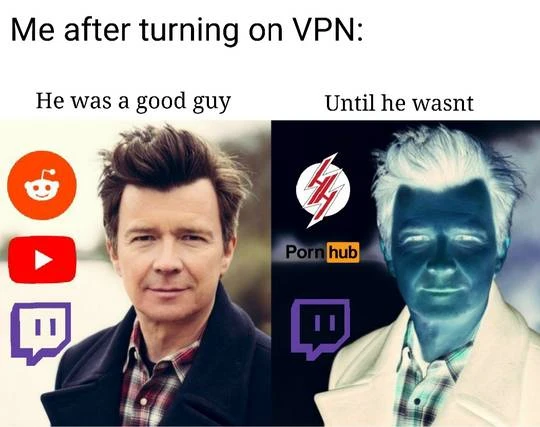 Me after turning on VPN:
He was a good guy
Until he wasnt
Porn hub